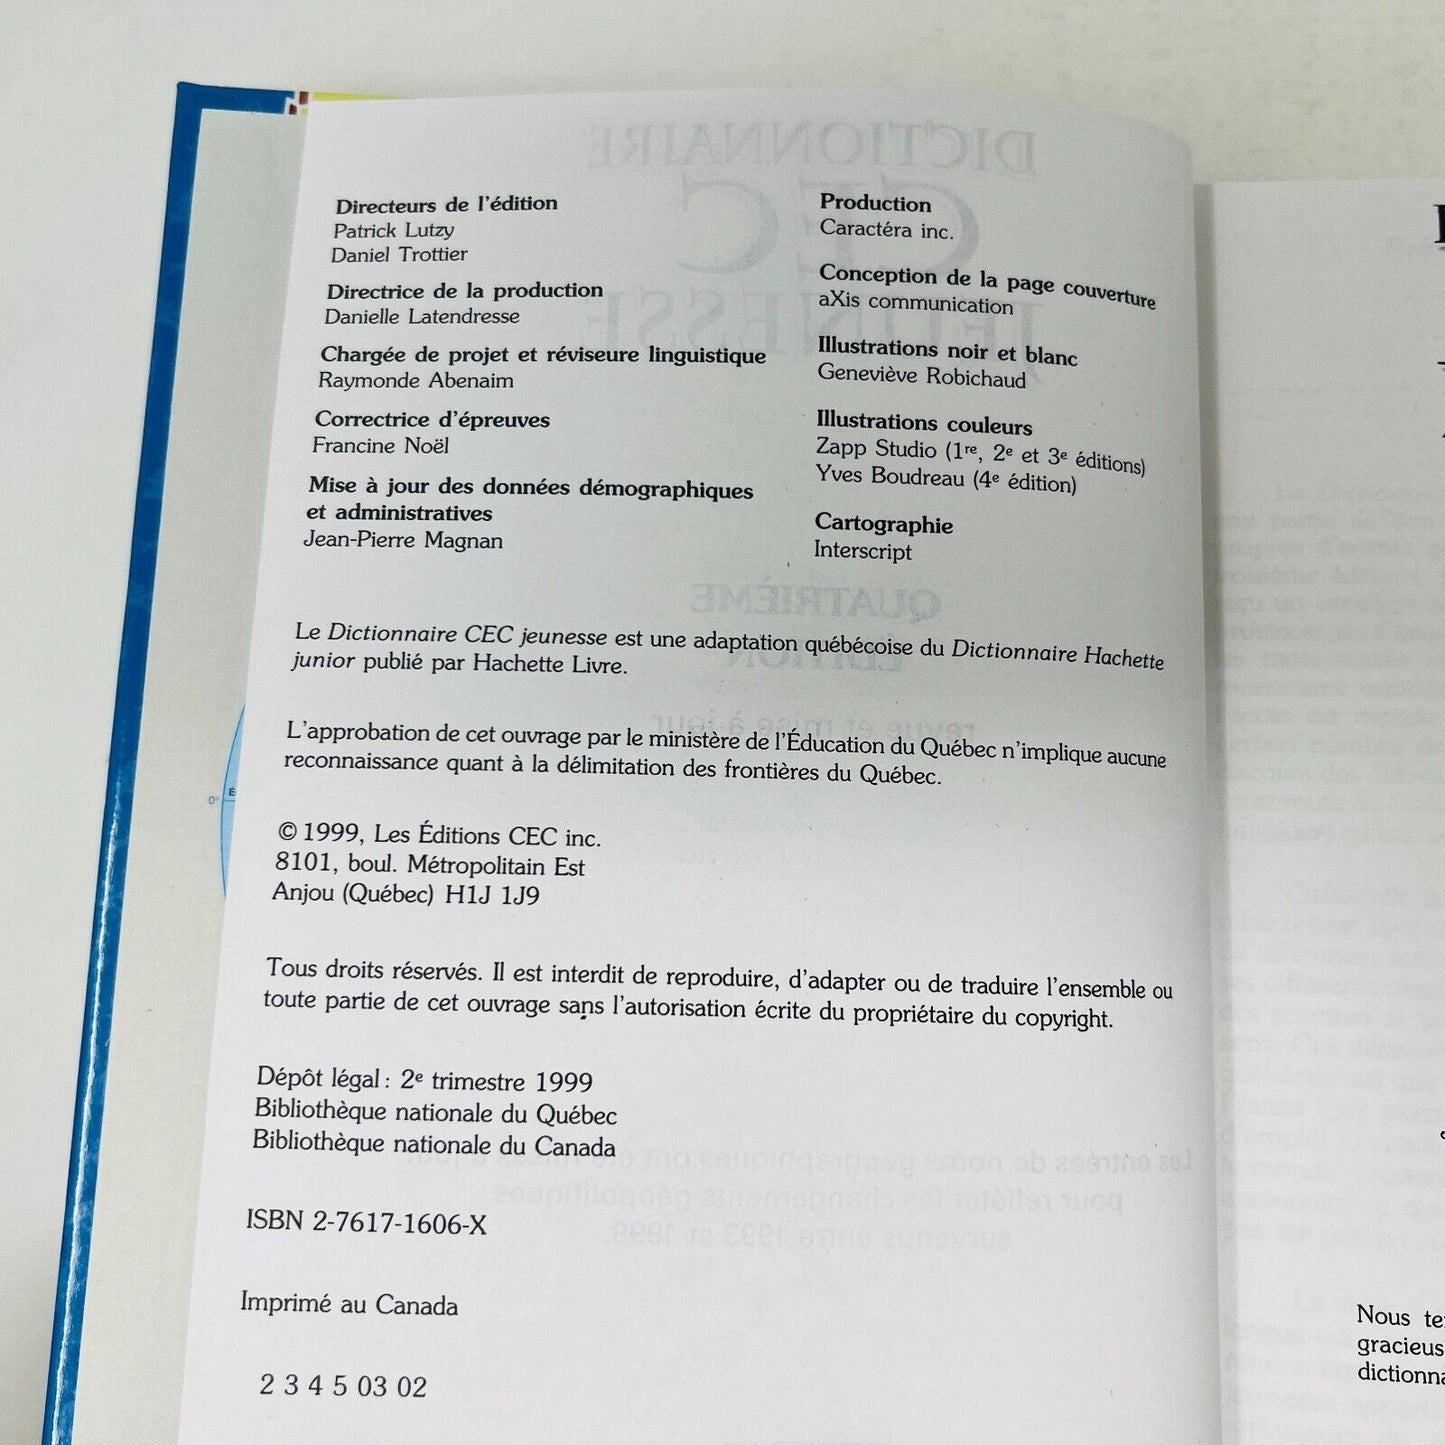 Directeurs de l'édition
Patrick Lutzy
Daniel Trottier
Directrice de la production
Danielle Latendresse
Chargée de projet et réviseure linguistique
Raymonde Abenaim
Correctrice d'épreuves
Francine Noël
Mise à jour des données démographiques
et administratives
Jean-Pierre Magnan
Production
Caractéra inc.
Conception de la page couverture
aXis communication
Illustrations noir et blanc
Geneviève Robichaud
Illustrations couleurs
Zapp Studio (1re, 2e et 3e éditions)
Yves Boudreau (4e édition)
Cartographie
Interscript
Le Dictionnaire CEC jeunesse est une adaptation québécoise du Dictionnaire Hachette
junior publié par Hachette Livre.
L'approbation de cet ouvrage par le ministère de l'Éducation du Québec n'implique aucune
reconnaissance quant à la délimitation des frontières du Québec.
© 1999, Les Éditions CEC inc.
8101, boul. Métropolitain Est
Anjou (Québec) H1J 1J9
Tous droits réservés. Il est interdit de reproduire, d'adapter ou de traduire l'ensemble ou
toute partie de cet ouvrage sans l'autorisation écrite du propriétaire du copyright.
Dépôt légal : 2e trimestre 1999
Bibliothèque nationale du Québec
Bibliothèque nationale du Canada
ISBN 2-7617-1606-X
Imprimé au Canada
2 3 4 5 03 02
0°
Nous
gracieus
dictionna